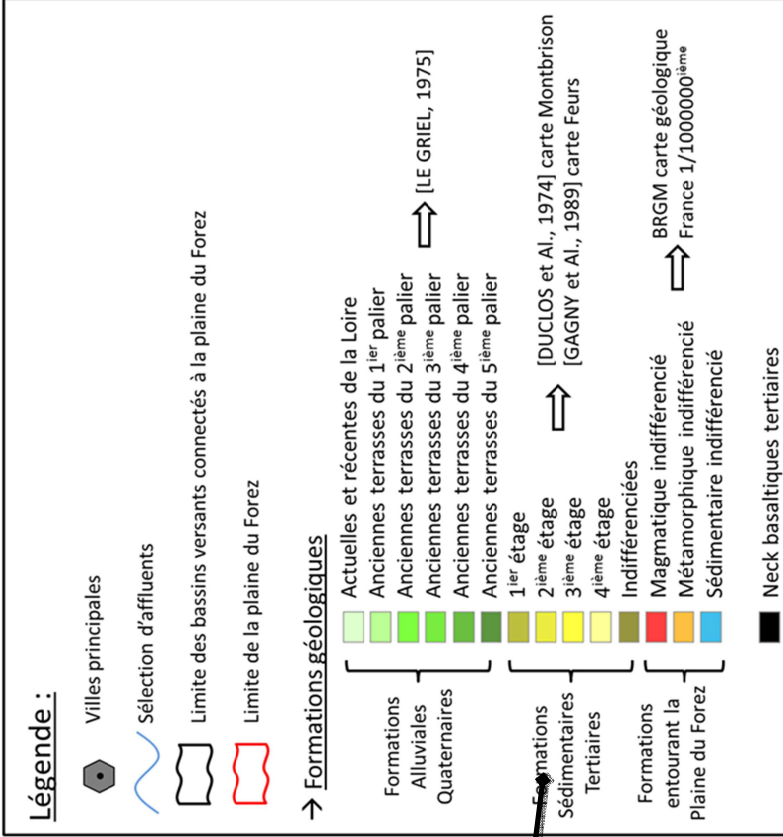 Légende :
Villes principales
Sélection d'affluents
Limite des bassins versants connectés à la plaine du Forez
Limite de la plaine du Forez
→ Formations géologiques
Formations
Alluviales
Quaternaires
Actuelles et récentes de la Loire
Anciennes terrasses du 1ier palier
Anciennes terrasses du 2ième palier
Anciennes terrasses du 3ième palier
Anciennes terrasses du 4ième palier
Anciennes terrasses du 5ième palier
[LE GRIEL, 1975]
Formations
Sédimentaires
Tertiaires
1ier étage
2ième étage
3ième étage
4ième étage
Indifférenciées
[DUCLOS et Al., 1974] carte Montbrison
[GAGNY et Al., 1989] carte Feurs
Formations
entourant la
Plaine du Forez
Magmatique indifférencié
Métamorphique indifférencié
Sédimentaire indifférencié
BRGM carte géologique
France 1/1000000ième
Neck basaltiques tertiaires